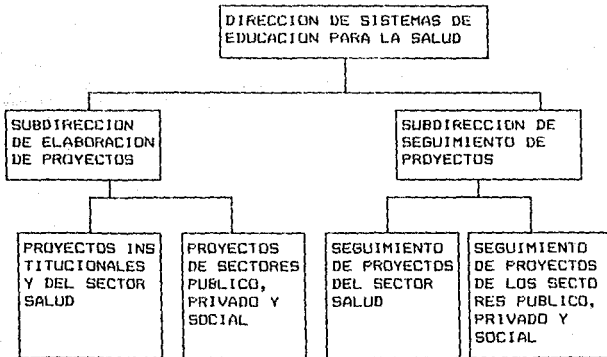 DIRECCION DE SISTEMAS DE
EDUCACION PARA LA SALUD
SUBDIRECCION
DE ELABORACION
DE PROYECTOS
SUBDIRECCION DE
SEGUIMIENTO DE
PROYECTOS
PROYECTOS INS
TITUCIONALES
Y DEL SECTOR
SALUD
PROYECTOS
DE SECTORES
PUBLICO,
PRIVADO Y
SOCIAL
SEGUIMIENTO
DE PROYECTOS
DEL SECTOR
SALUD
SEGUIMIENTO
DE PROYECTOS
DE LOS SECTO
RES PUBLICO,
PRIVADO Y
SOCIAL